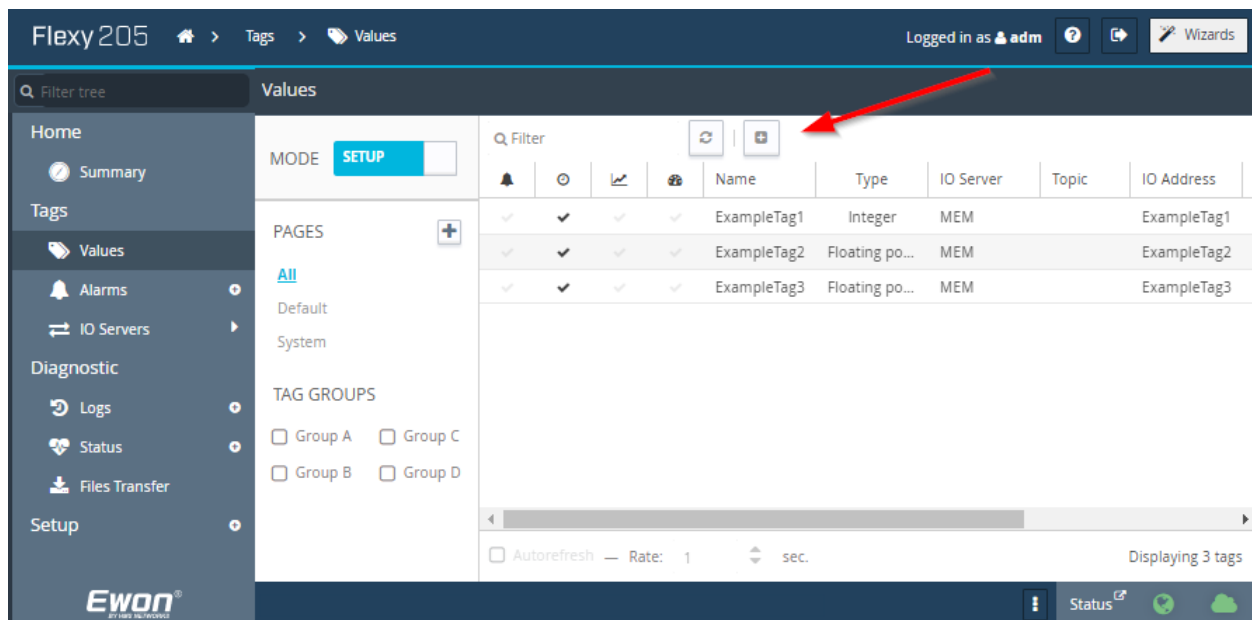 Flexy 205 > Tags > Values Logged in as adm Wizards
Filter tree
Values
Home
Summary
Tags
Values
Alarms
IO Servers
Diagnostic
Logs
Status
Files Transfer
Setup
Ewon®
BY HMS NETWORKS
MODE SETUP
PAGES
All
Default
System
TAG GROUPS
Group A Group C
Group B Group D
Filter
Name Type IO Server Topic IO Address
ExampleTag1 Integer MEM ExampleTag1
ExampleTag2 Floating po... MEM ExampleTag2
ExampleTag3 Floating po... MEM ExampleTag3
Autorefresh — Rate: 1 sec. Displaying 3 tags
Status